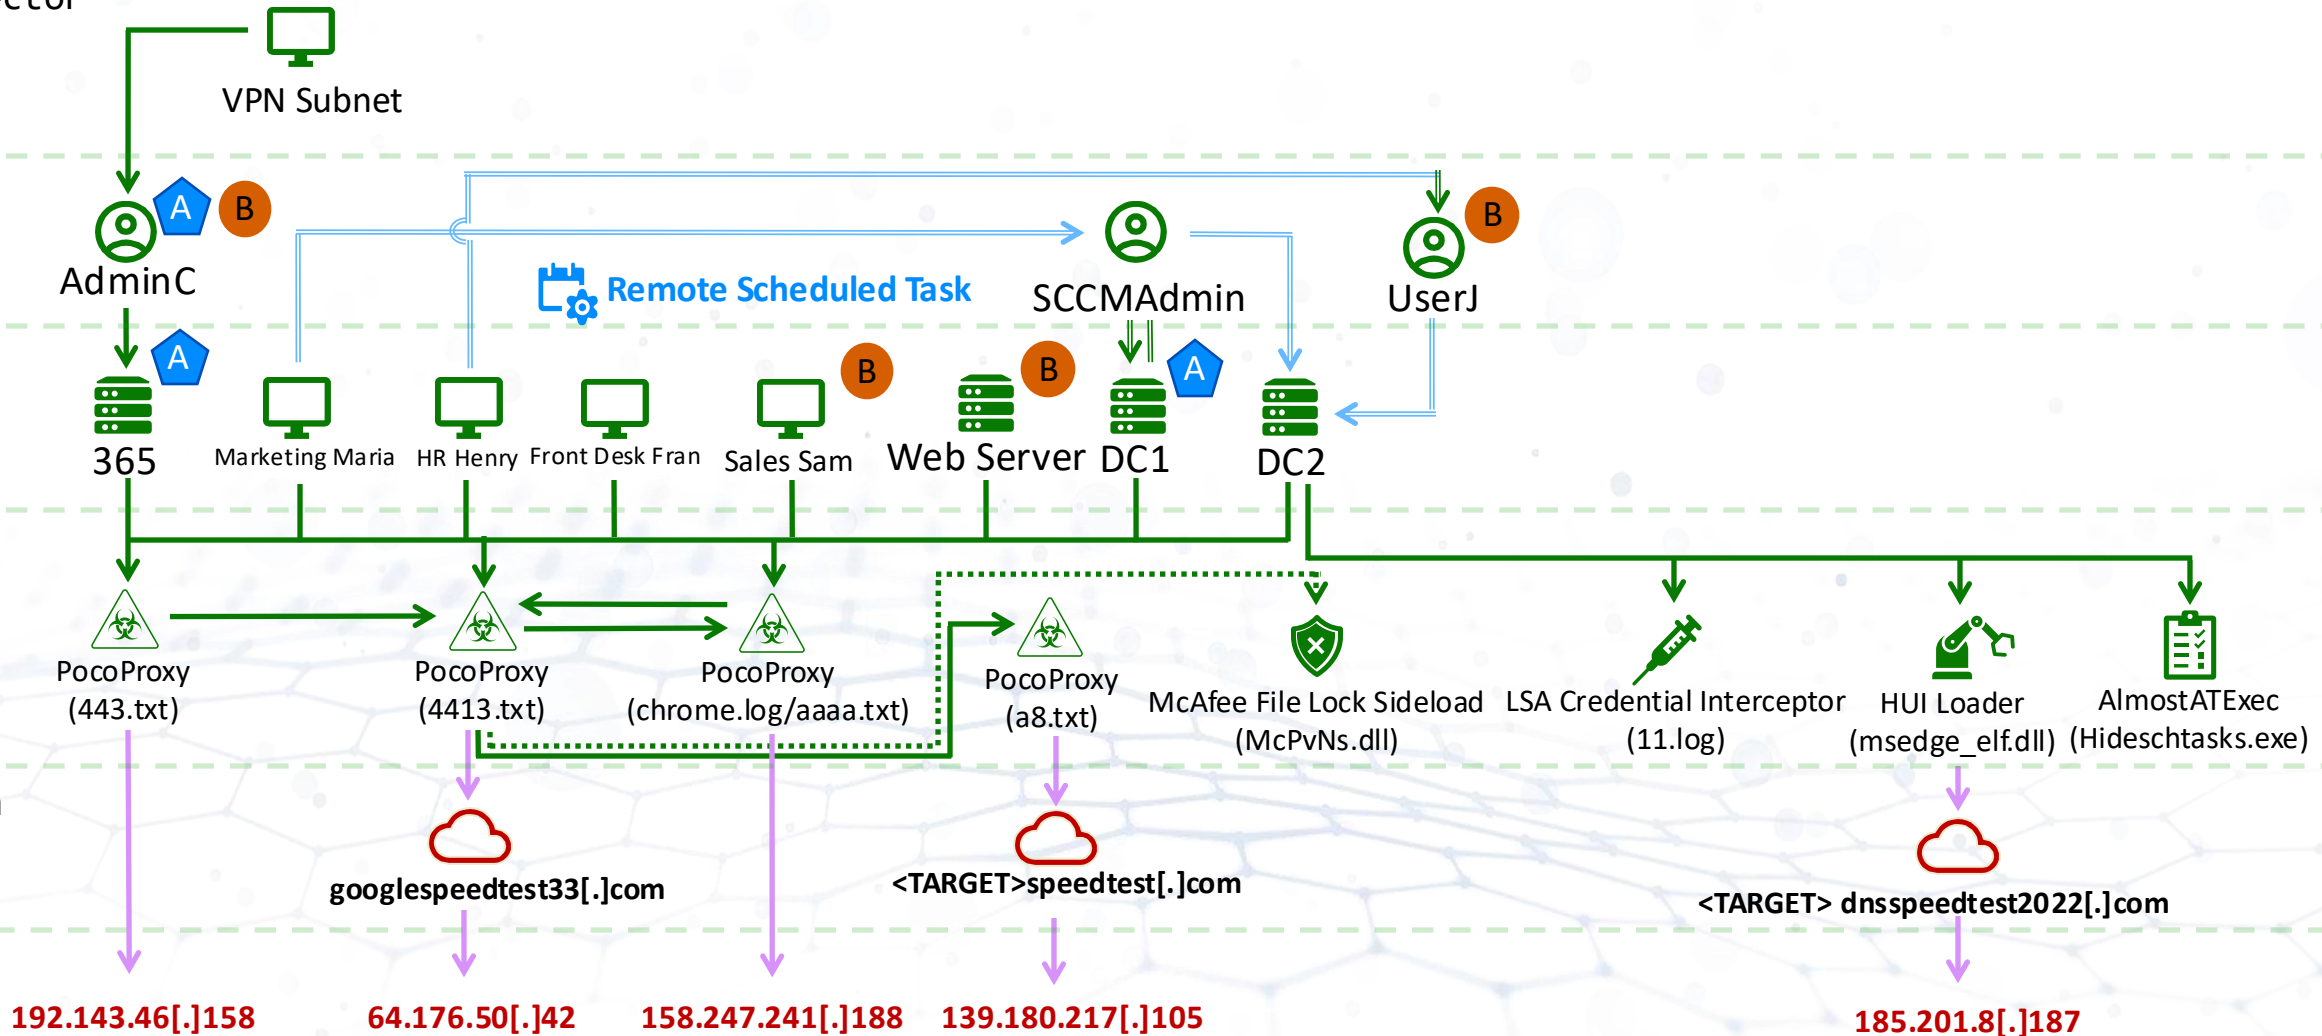 VPN Subnet
A
B
B
AdminC
Remote Scheduled Task
SCCMAdmin
UserJ
A
B
B
A
365
Marketing Maria
HR Henry
Front Desk Fran
Sales Sam
Web Server
DC1
DC2
PocoProxy
(443.txt)
PocoProxy
(4413.txt)
PocoProxy
(chrome.log/aaaa.txt)
PocoProxy
(a8.txt)
McAfee File Lock Sideload
(McPvNs.dll)
LSA Credential Interceptor
(11.log)
HUI Loader
(msedge_elf.dll)
AlmostATExec
(Hideschtasks.exe)
googlespeedtest33[.]com
<TARGET>speedtest[.]com
<TARGET> dnsspeedtest2022[.]com
192.143.46[.]158
64.176.50[.]42
158.247.241[.]188
139.180.217[.]105
185.201.8[.]187